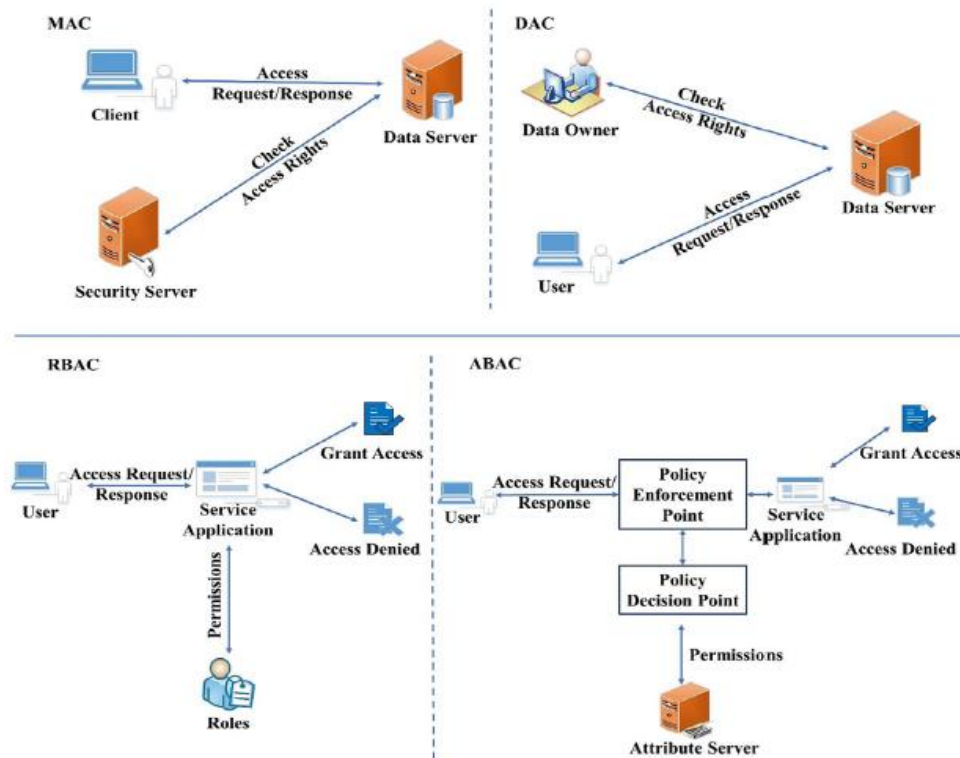 MAC
Client
Access
Request/Response
Data Server
Check
Access Rights
Security Server
DAC
Data Owner
Check
Access Rights
Data Server
Access
Request/Response
User
RBAC
User
Access Request/
Response
Service
Application
Grant Access
Access Denied
Permissions
Roles
ABAC
User
Access Request/
Response
Policy
Enforcement
Point
Service
Application
Grant Access
Access Denied
Policy
Decision Point
Permissions
Attribute Server